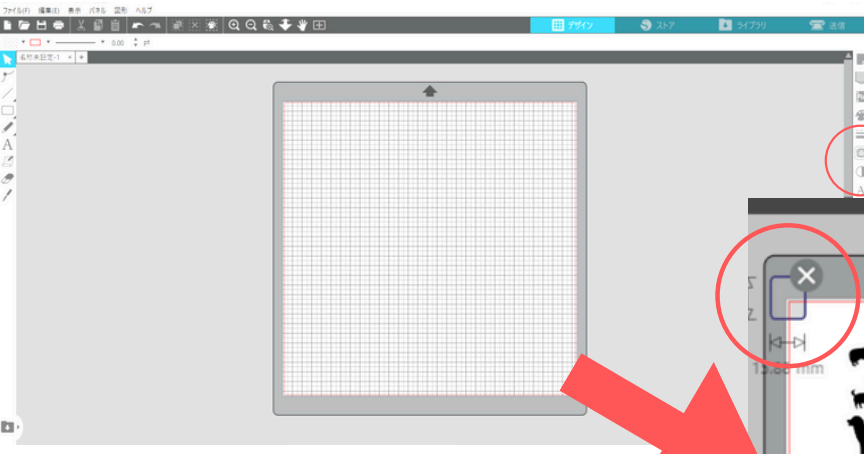 ファイル(F) 編集(E) 表示 パネル 図形 ヘルプ
デザイン ストア ライブラリ 送信
0.00 pt
名称未設定-1 × +
A
A
15.88 mm